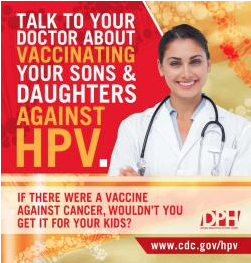 TALK TO YOUR
DOCTOR ABOUT
VACCINATING
YOUR SONS &
DAUGHTERS
AGAINST
HPV.
IF THERE WERE A VACCINE
AGAINST CANCER, WOULDN'T YOU
GET IT FOR YOUR KIDS?
DPH
www.cdc.gov/hpv